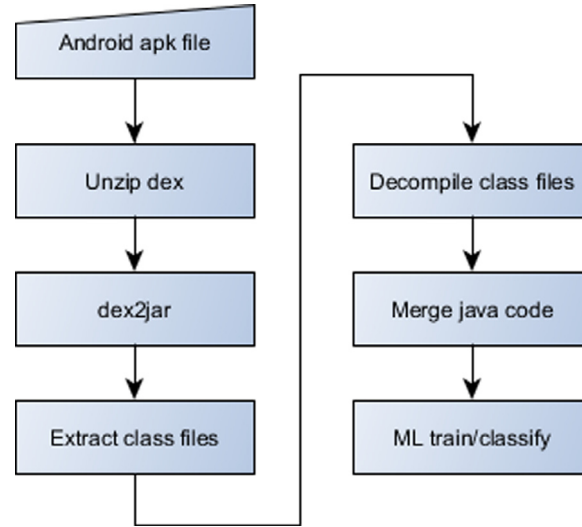 Android apk file
Unzip dex
dex2jar
Extract class files
Decompile class files
Merge java code
ML train/classify